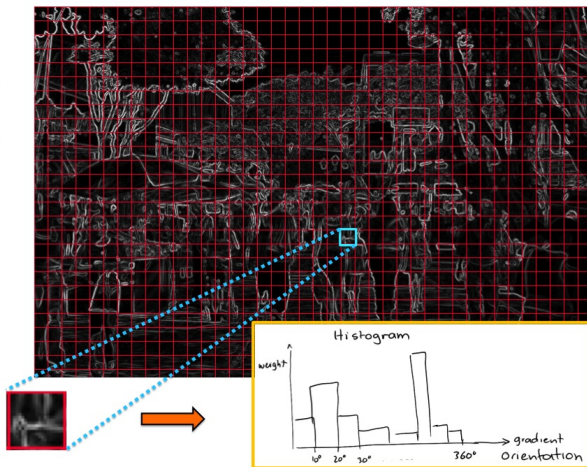 Histogram
weight
10° 20° 30° ........ 360°
gradient
orientation